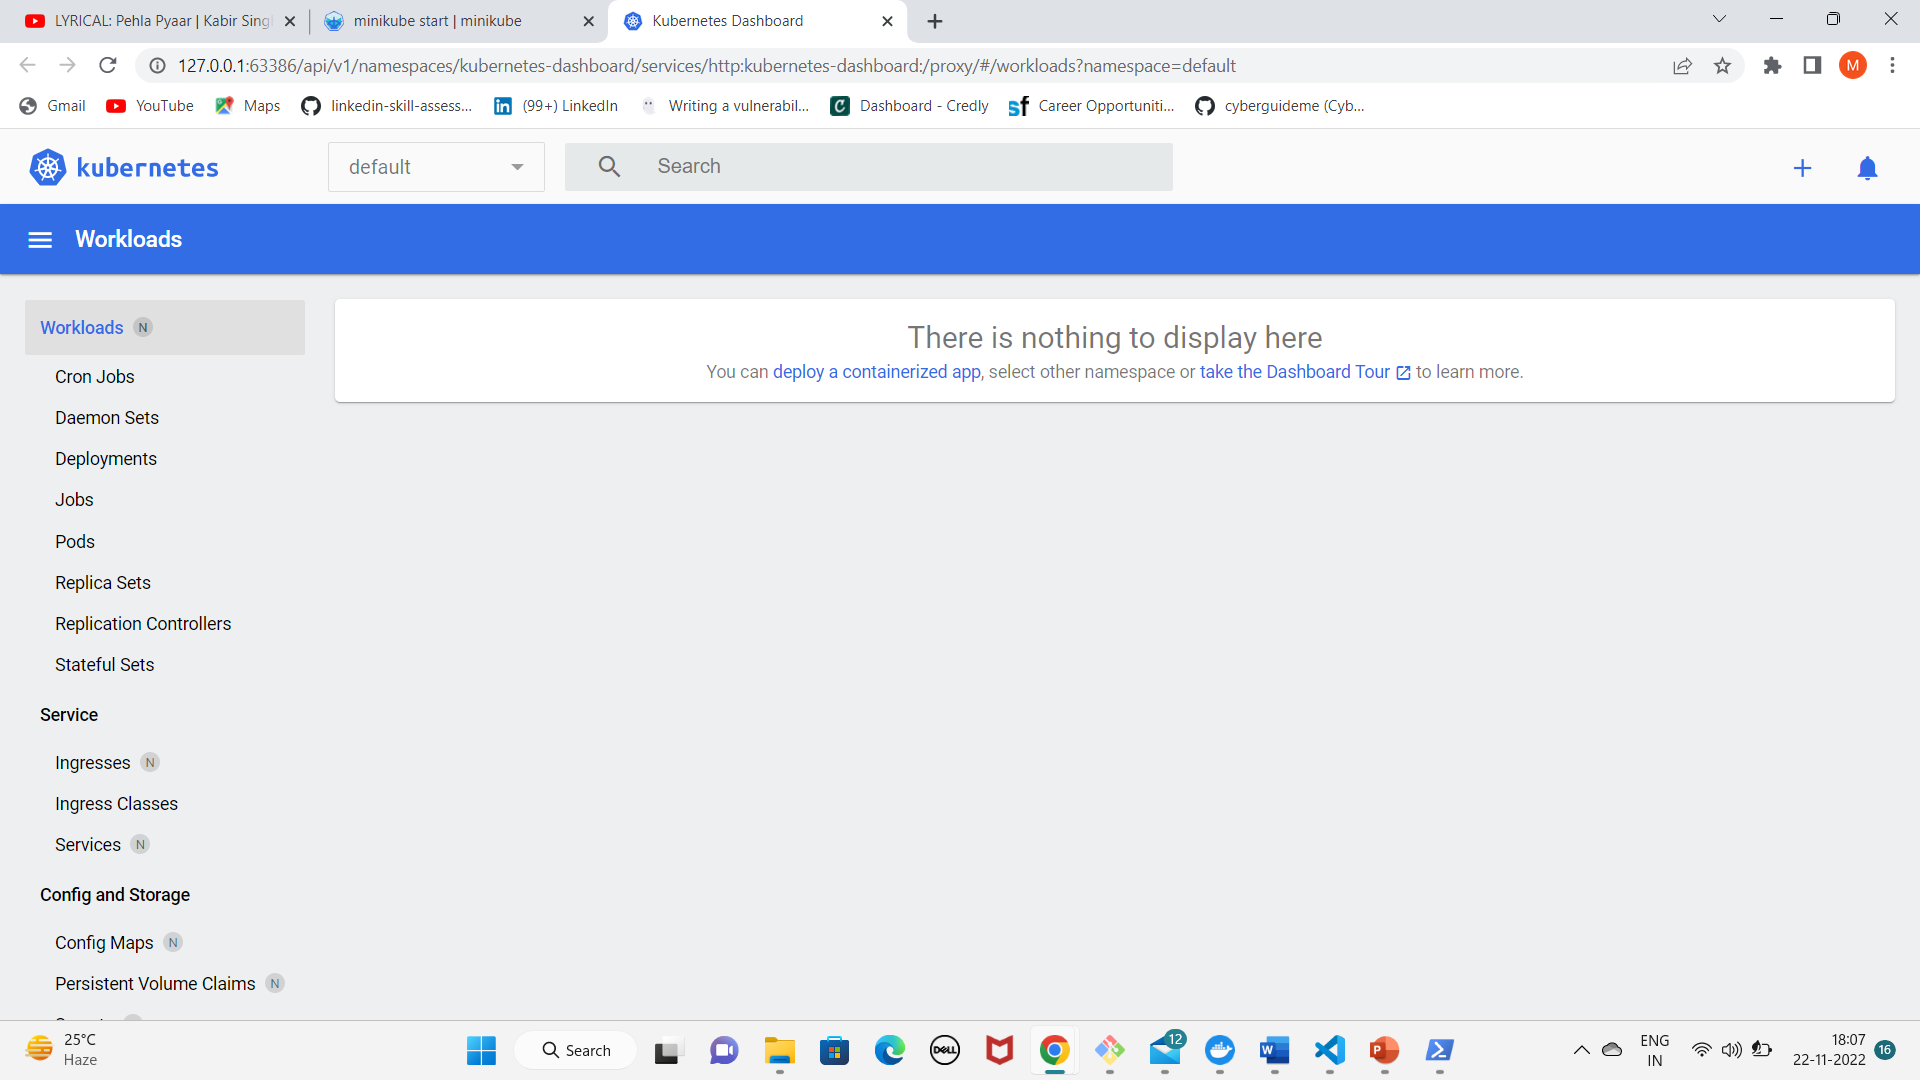 LYRICAL: Pehla Pyaar | Kabir Sing
minikube start | minikube
Kubernetes Dashboard
127.0.0.1:63386/api/v1/namespaces/kubernetes-dashboard/services/http:kubernetes-dashboard:/proxy/#/workloads?namespace=default
M
Gmail
YouTube
Maps
linkedin-skill-assess...
(99+) LinkedIn
Writing a vulnerabil...
Dashboard - Credly
Career Opportuniti...
cyberguideme (Cyb...
kubernetes
default
Search
Workloads
Workloads N
Cron Jobs
Daemon Sets
Deployments
Jobs
Pods
Replica Sets
Replication Controllers
Stateful Sets
Service
Ingresses N
Ingress Classes
Services N
Config and Storage
Config Maps N
Persistent Volume Claims N
There is nothing to display here
You can deploy a containerized app, select other namespace or take the Dashboard Tour to learn more.
25°C
Haze
Search
DELL
12
ENG
IN
18:07
22-11-2022
16